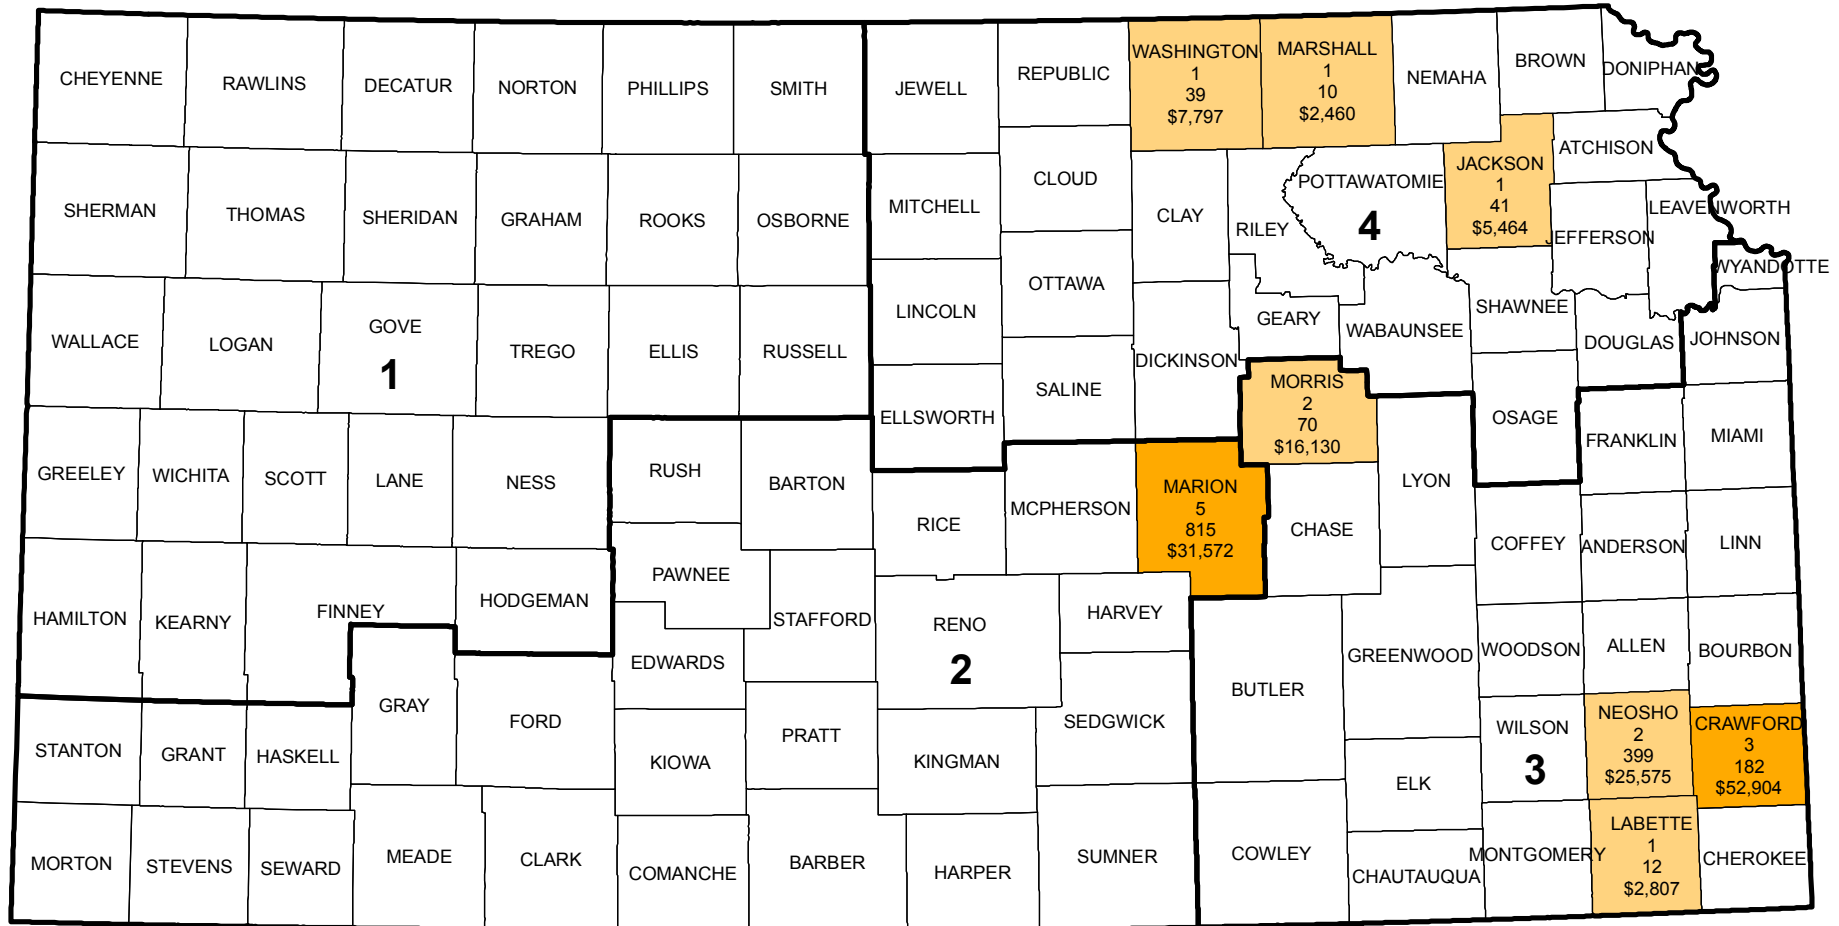 CHEYENNE
RAWLINS
DECATUR
NORTON
PHILLIPS
SMITH
JEWELL
REPUBLIC
WASHINGTON
1
39
$7,797
MARSHALL
1
10
$2,460
NEMAHA
BROWN
DONIPHAN
SHERMAN
THOMAS
SHERIDAN
GRAHAM
ROOKS
OSBORNE
MITCHELL
CLOUD
CLAY
RILEY
POTTAWATOMIE
4
JACKSON
1
41
$5,464
ATCHISON
JEFFERSON
LEAVENWORTH
WYANDOTTE
WALLACE
LOGAN
GOVE
1
TREGO
ELLIS
RUSSELL
LINCOLN
OTTAWA
DICKINSON
GEARY
WABAUNSEE
SHAWNEE
DOUGLAS
JOHNSON
ELLSWORTH
SALINE
MORRIS
2
70
$16,130
OSAGE
FRANKLIN
MIAMI
GREELEY
WICHITA
SCOTT
LANE
NESS
RUSH
BARTON
RICE
MCPHERSON
MARION
5
815
$31,572
CHASE
LYON
COFFEY
ANDERSON
LINN
HAMILTON
KEARNY
FINNEY
HODGEMAN
PAWNEE
STAFFORD
EDWARDS
RENO
2
HARVEY
BUTLER
GREENWOOD
WOODSON
ALLEN
BOURBON
STANTON
GRANT
HASKELL
GRAY
FORD
KIOWA
PRATT
KINGMAN
SEDGWICK
ELK
WILSON
3
NEOSHO
2
399
$25,575
CRAWFORD
3
182
$52,904
MORTON
STEVENS
SEWARD
MEADE
CLARK
COMANCHE
BARBER
HARPER
SUMNER
COWLEY
CHAUTAUQUA
MONTGOMERY
LABETTE
1
12
$2,807
CHEROKEE